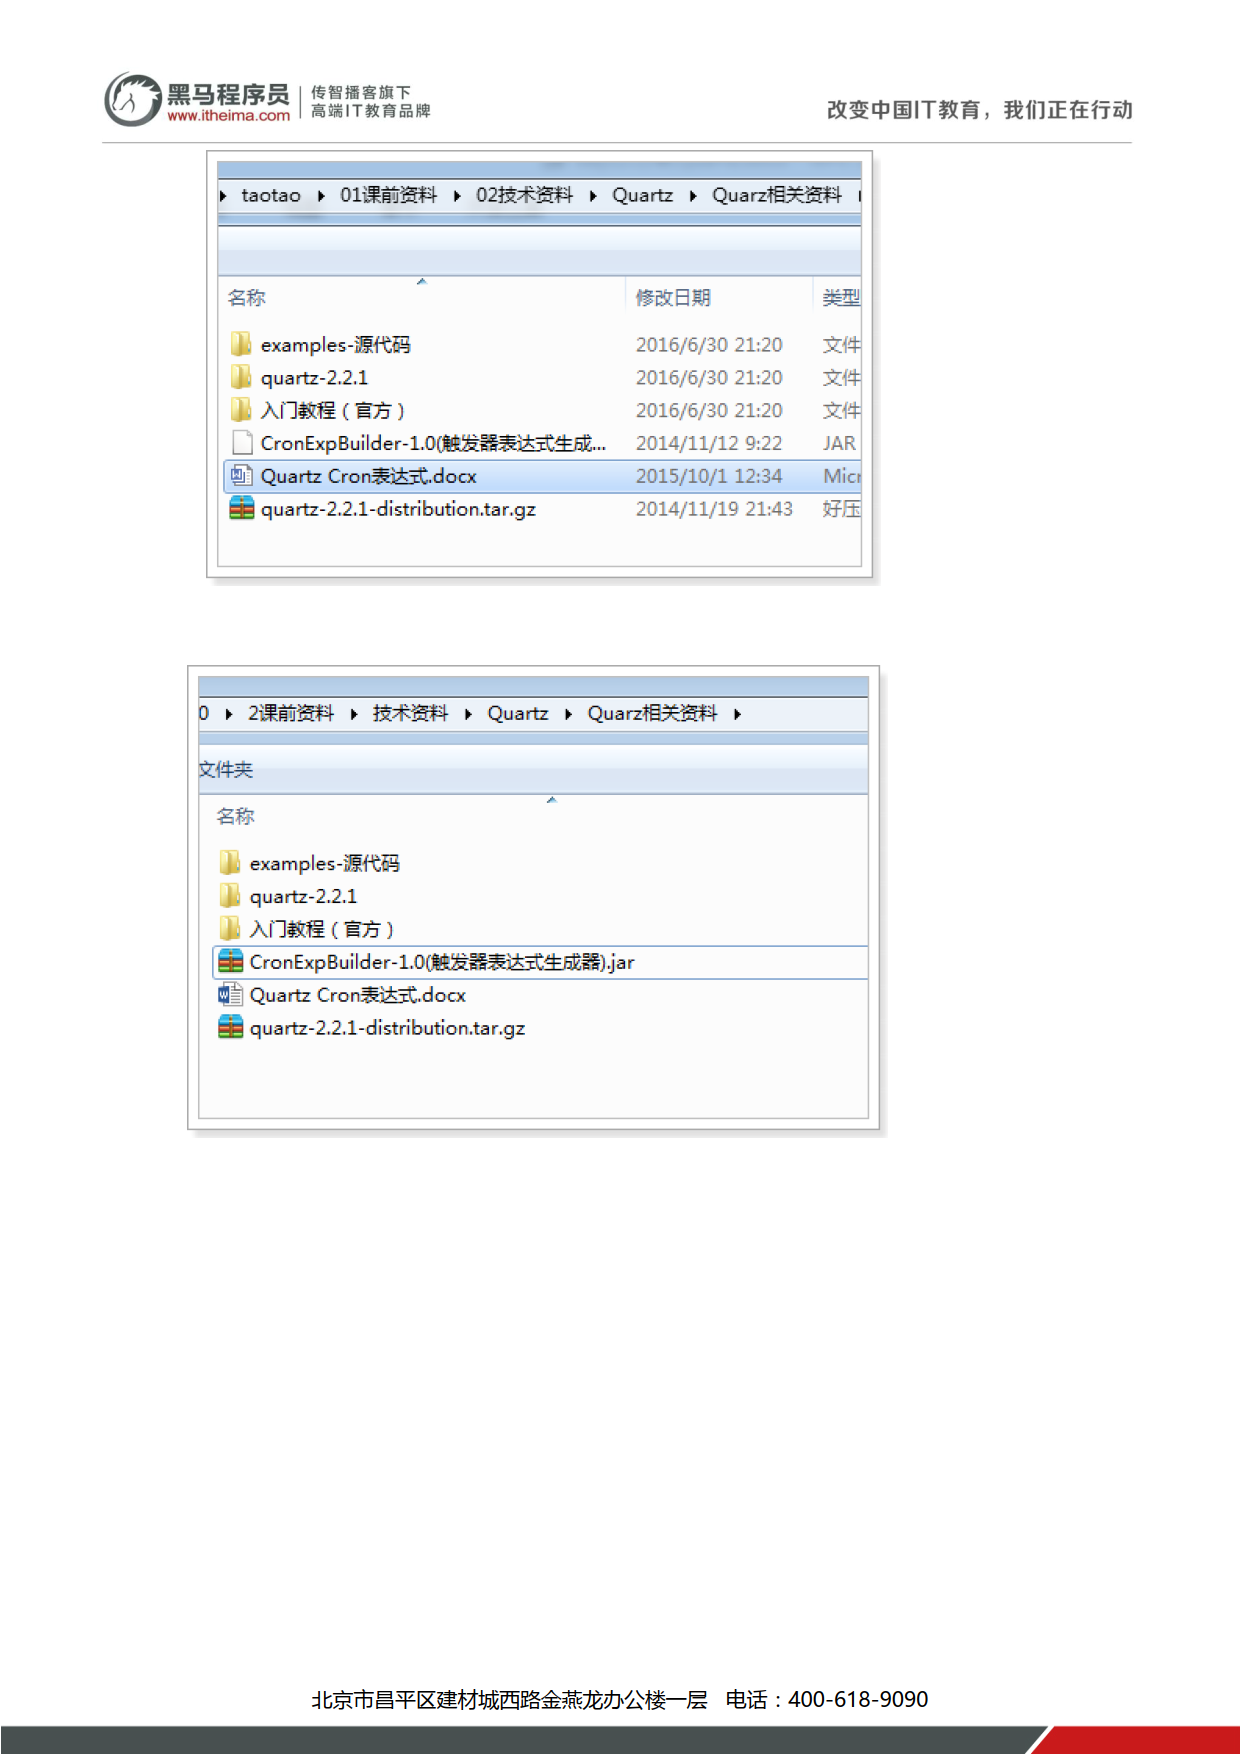 黑马程序员
www.itheima.com
传智播客旗下
高端IT教育品牌
改变中国IT教育，我们正在行动
taotao 01课前资料 02技术资料 Quartz Quarz相关资料
名称 修改日期 类型
examples-源代码 2016/6/30 21:20 文件
quartz-2.2.1 2016/6/30 21:20 文件
入门教程（官方） 2016/6/30 21:20 文件
CronExpBuilder-1.0(触发器表达式生成... 2014/11/12 9:22 JAR
Quartz Cron表达式.docx 2015/10/1 12:34 Micr
quartz-2.2.1-distribution.tar.gz 2014/11/19 21:43 好压
0 2课前资料 技术资料 Quartz Quarz相关资料
文件夹
名称
examples-源代码
quartz-2.2.1
入门教程（官方）
CronExpBuilder-1.0(触发器表达式生成器).jar
Quartz Cron表达式.docx
quartz-2.2.1-distribution.tar.gz
北京市昌平区建材城西路金燕龙办公楼一层 电话：400-618-9090